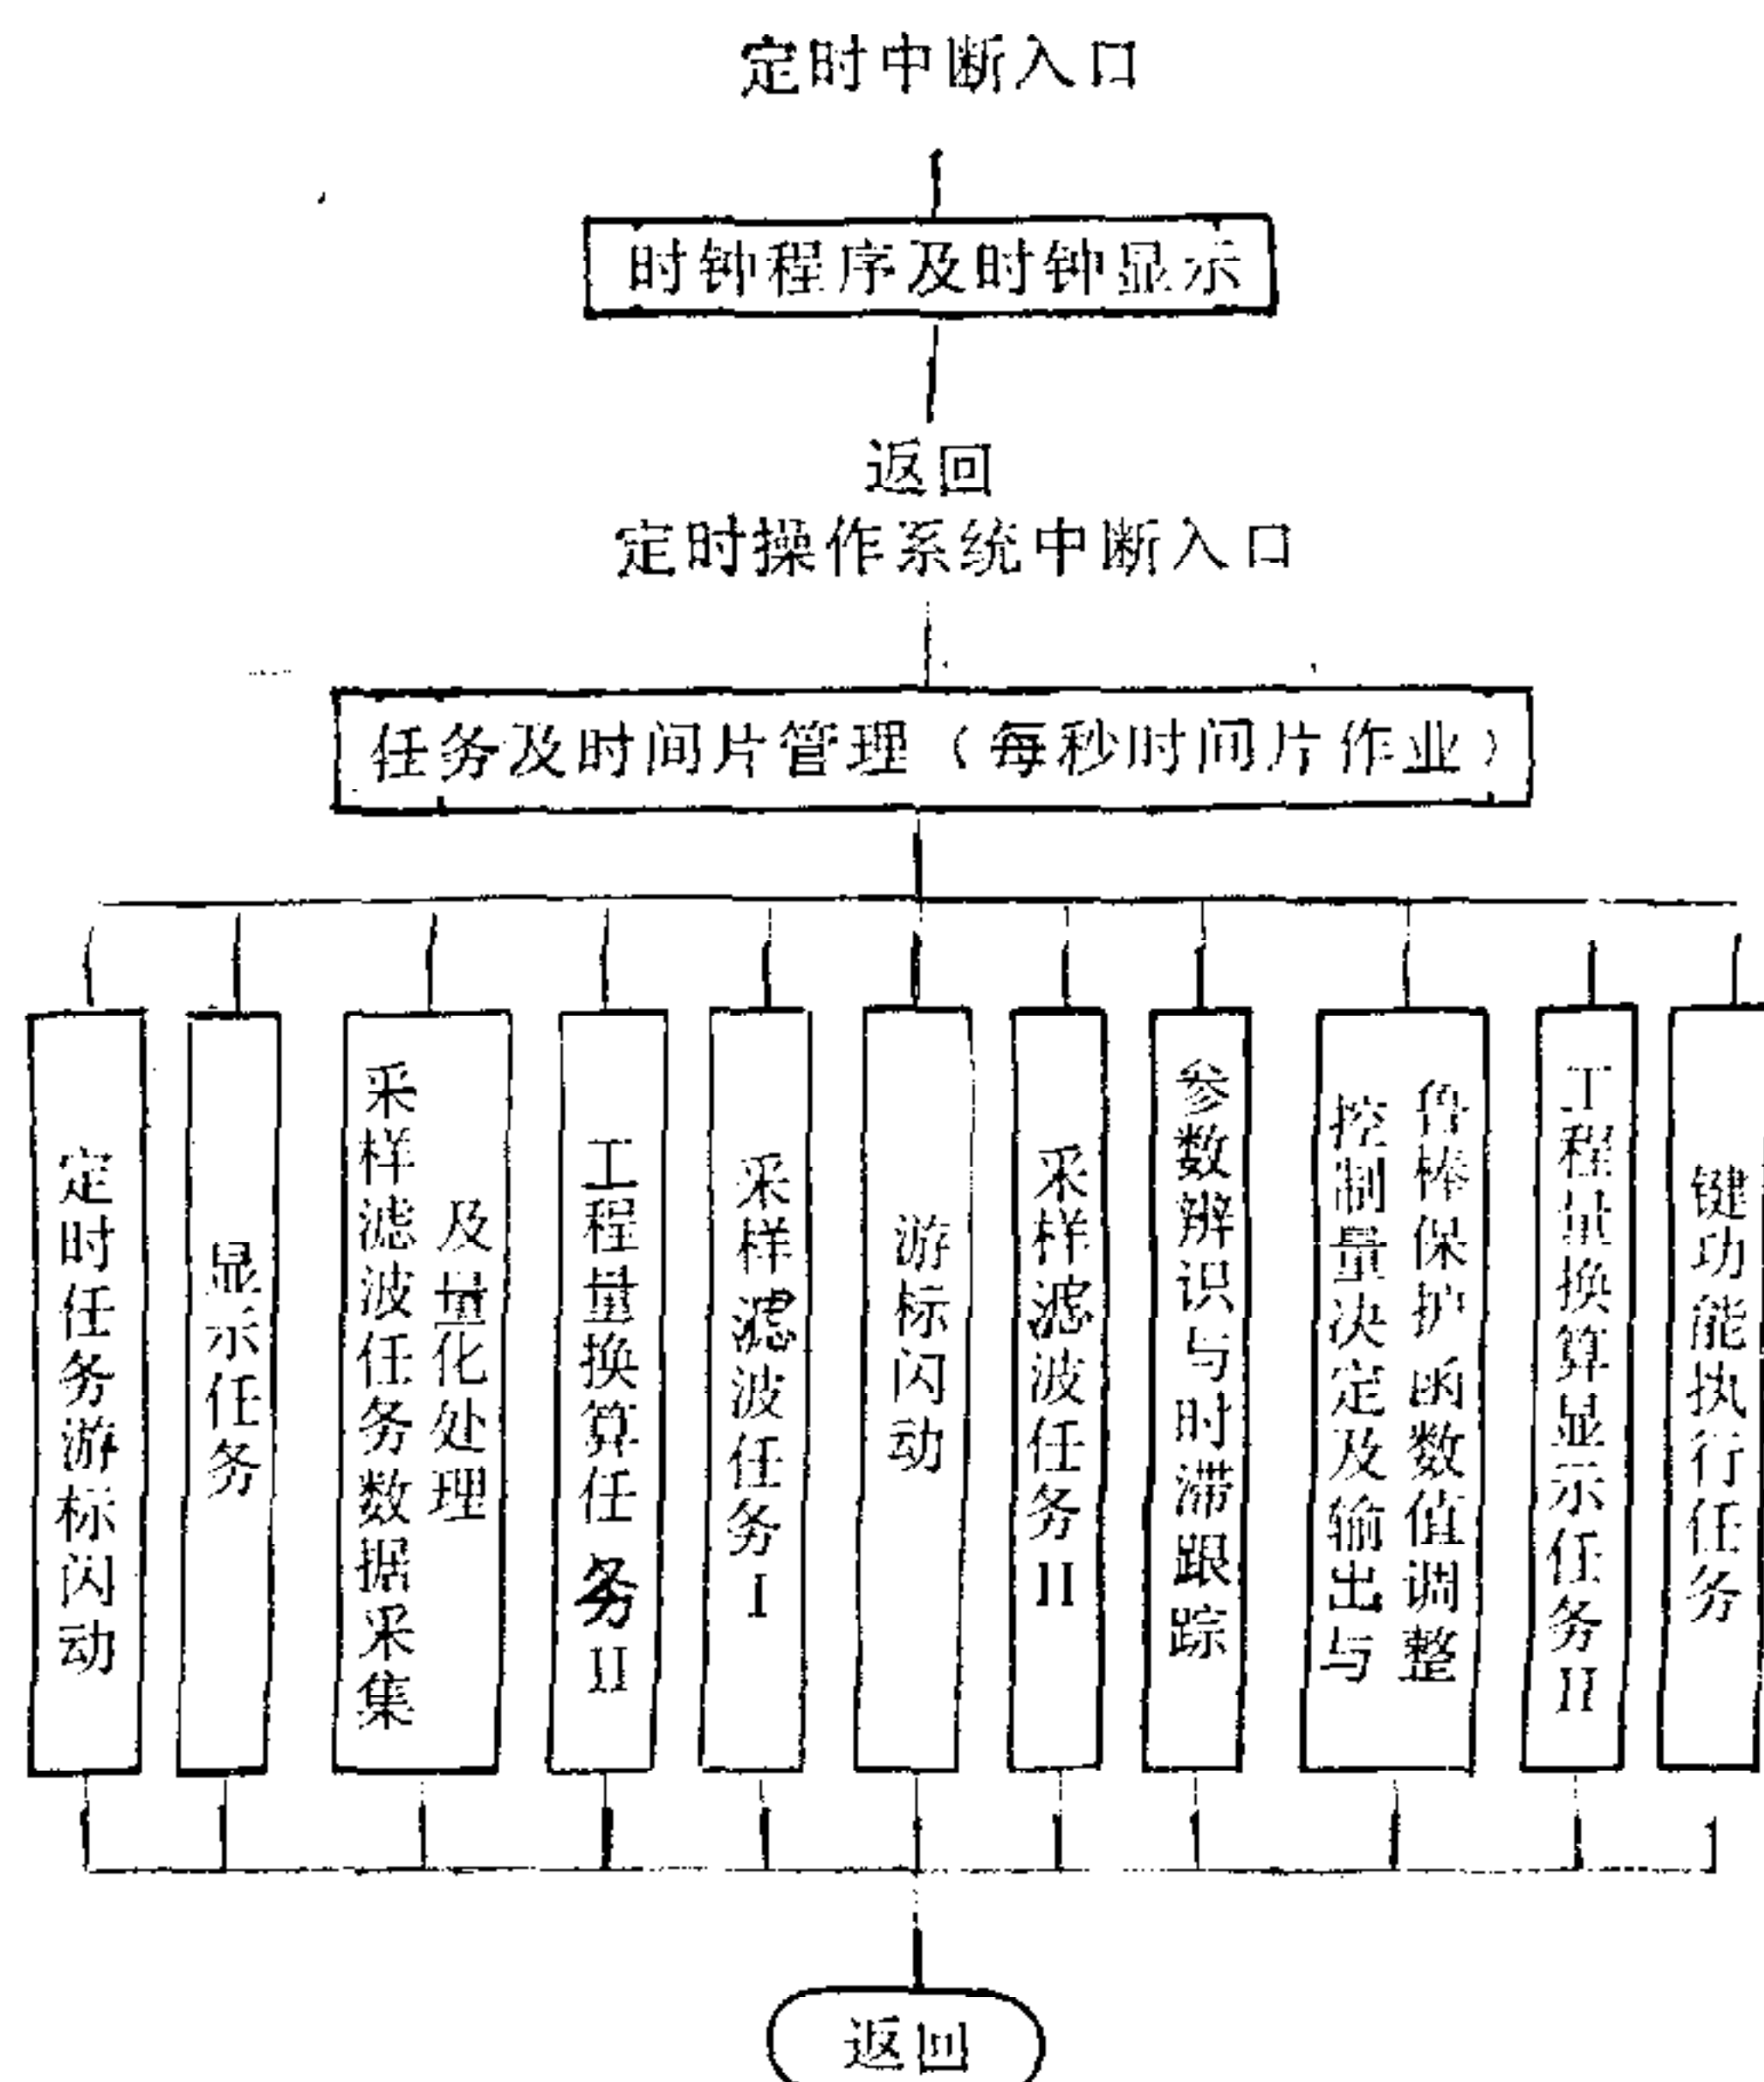 定时中断入口
时钟程序及时钟显示
返回
定时操作系统中断入口
任务及时间片管理（每秒时间片作业）
定时任务游标闪动
显示任务
采样滤波任务数据采集
及量化处理
工程量换算任务II
采样滤波任务I
游标闪动
采样滤波任务II
参数辨识与时滞跟踪
控制量决定及输出与
鲁棒保护函数值调整
工程量换算显示任务II
键功能执行任务
返回